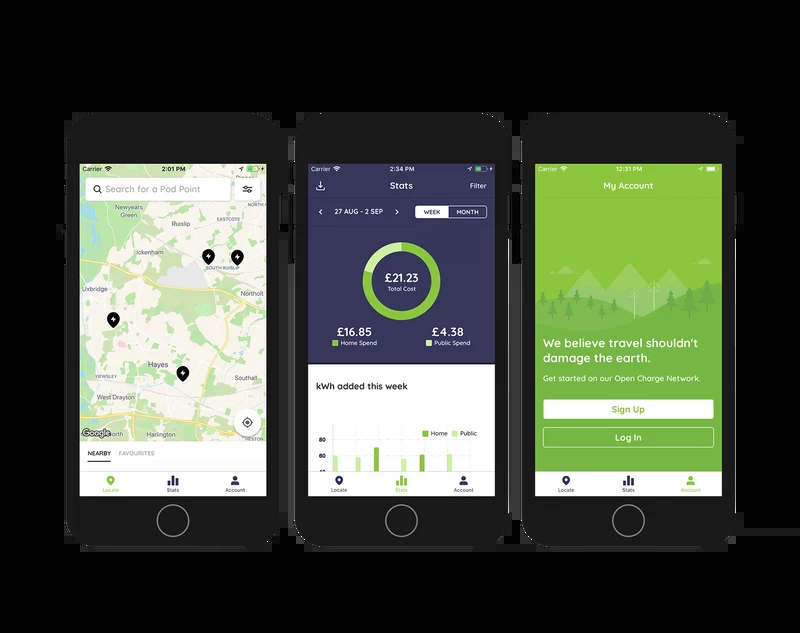 Carrier 2:01 PM
Search for a Pod Point
Newyears
Green
EASTCOTE
Ruislip
Ickenham
SOUTH RUISLIP
Uxbridge
Northolt
Hayes
YIEWSLEY
Southall
West Drayton
Google
Harlington
HESTON
NEARBY FAVOURITES
Locate Stats Account
Carrier 2:34 PM
Stats Filter
27 AUG - 2 SEP WEEK MONTH
£21.23
Total Cost
£16.85 £4.38
Home Spend Public Spend
kWh added this week
Home Public
80
60
Locate Stats Account
Carrier 12:31 PM
My Account
We believe travel shouldn't
damage the earth.
Get started on our Open Charge Network.
Sign Up
Log In
Locate Stats Account